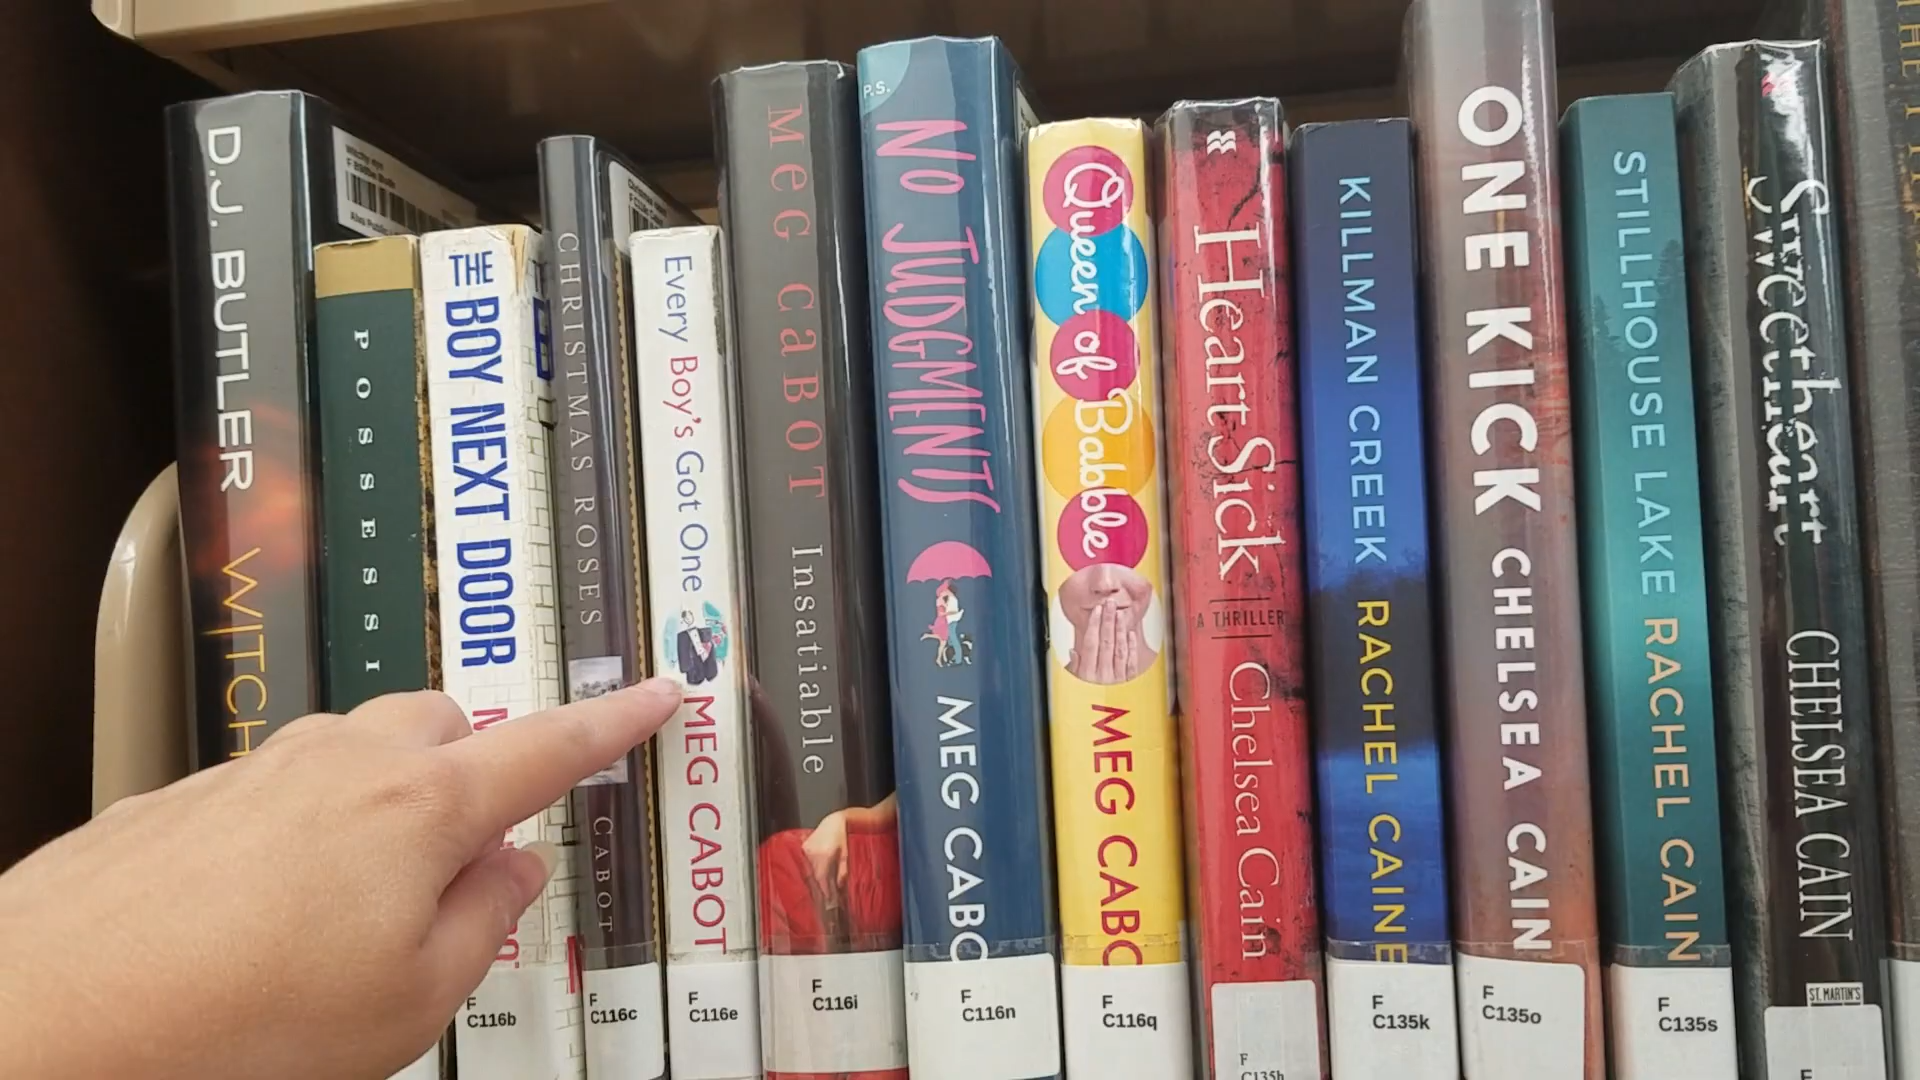 D.J. BUTLER WITCH
POSSESSI
THE BOY NEXT DOOR
F
C116b
CHRISTMAS ROSES
CABOT
F
C116c
Every Boy's Got One
MEG CABOT
F
C116e
MEG CABOT Insatiable
F
C116i
P.S.
NO JUDGMENTS
MEG CABO
F
C116n
Queen of Babble
MEG CABO
F
C116q
HeartSick
A THRILLER
Chelsea Cain
F
C135h
KILLMAN CREEK RACHEL CAINE
F
C135k
ONE KICK CHELSEA CAIN
F
C135o
STILLHOUSE LAKE RACHEL CAIN
F
C135s
Sweetheart
CHELSEA CAIN
ST. MARTIN'S
F